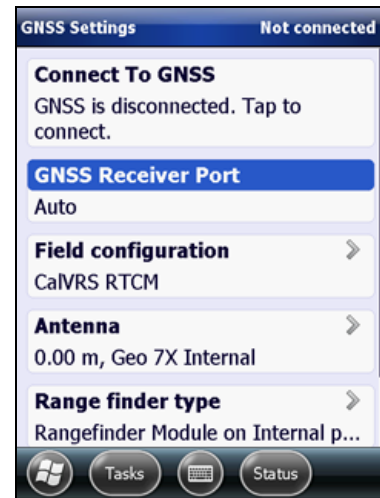 GNSS Settings Not connected
Connect To GNSS
GNSS is disconnected. Tap to
connect.
GNSS Receiver Port
Auto
Field configuration
CalVRS RTCM
Antenna
0.00 m, Geo 7X Internal
Range finder type
Rangefinder Module on Internal p...
Tasks Status